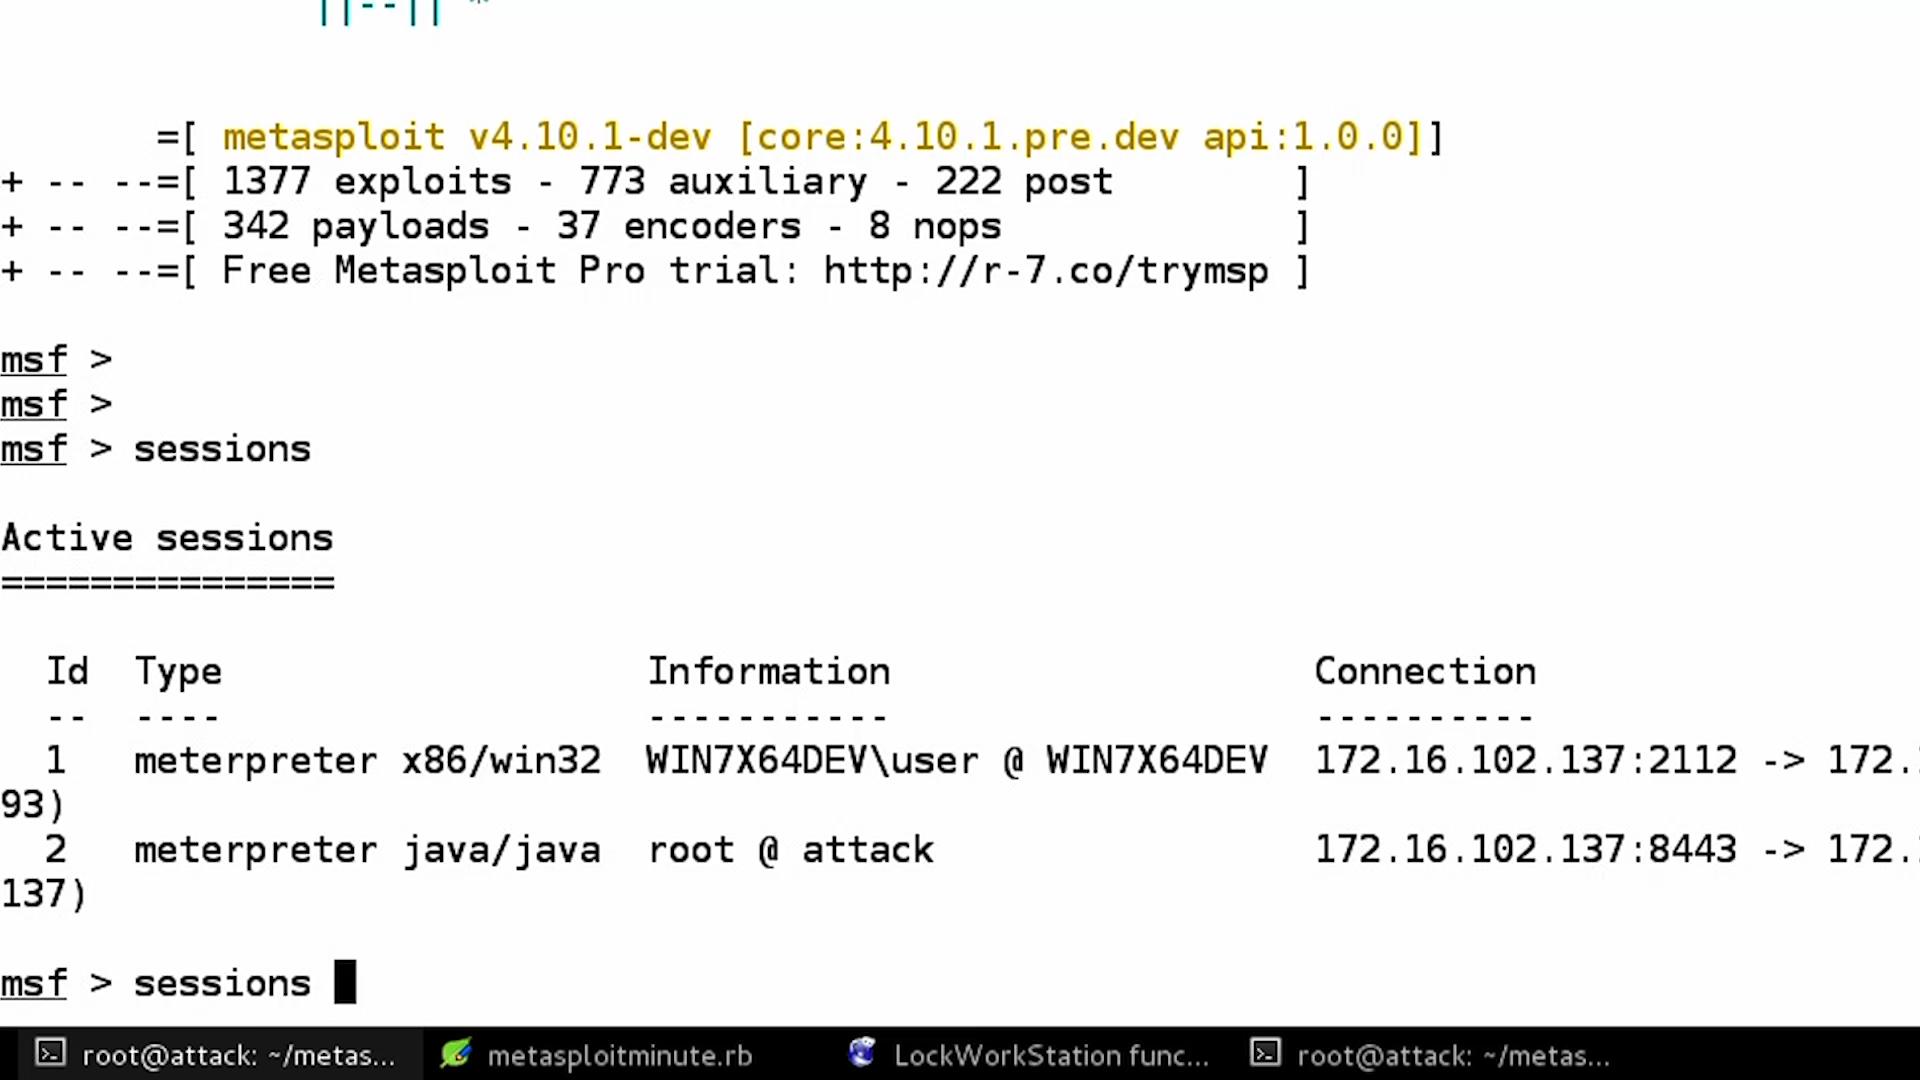 ||--|| *
=[ metasploit v4.10.1-dev [core:4.10.1.pre.dev api:1.0.0]]
+ -- --=[ 1377 exploits - 773 auxiliary - 222 post ]
+ -- --=[ 342 payloads - 37 encoders - 8 nops ]
+ -- --=[ Free Metasploit Pro trial: http://r-7.co/trymsp ]
msf >
msf >
msf > sessions
Active sessions
===============
Id Type Information Connection
-- ---- ----------- ----------
1 meterpreter x86/win32 WIN7X64DEV\user @ WIN7X64DEV 172.16.102.137:2112 -> 172.
93)
2 meterpreter java/java root @ attack 172.16.102.137:8443 -> 172.
137)
msf > sessions
root@attack: ~/metas... metasploitminute.rb LockWorkStation func... root@attack: ~/metas...